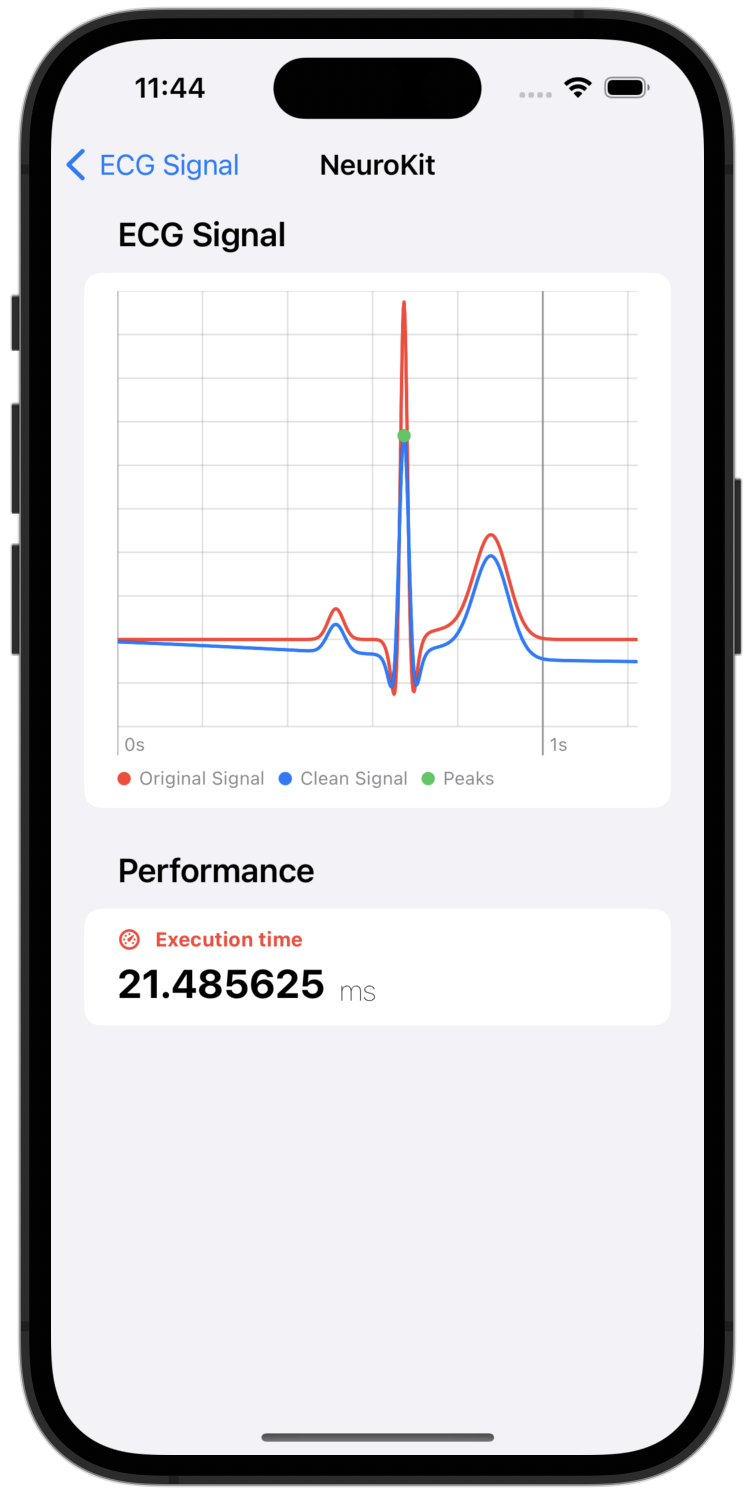 11:44
ECG Signal NeuroKit
ECG Signal
0s 1s
Original Signal Clean Signal Peaks
Performance
Execution time
21.485625 ms